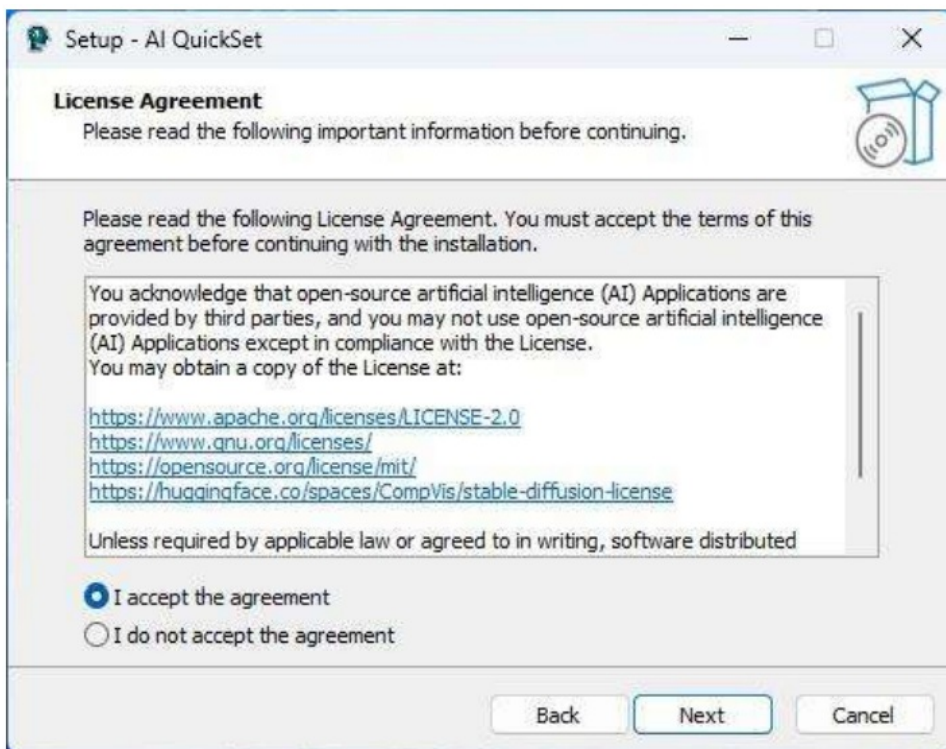 Setup - AI QuickSet
License Agreement
Please read the following important information before continuing.
Please read the following License Agreement. You must accept the terms of this
agreement before continuing with the installation.
You acknowledge that open-source artificial intelligence (AI) Applications are
provided by third parties, and you may not use open-source artificial intelligence
(AI) Applications except in compliance with the License.
You may obtain a copy of the License at:
https://www.apache.org/licenses/LICENSE-2.0
https://www.gnu.org/licenses/
https://opensource.org/license/mit/
https://huggingface.co/spaces/CompVis/stable-diffusion-license
Unless required by applicable law or agreed to in writing, software distributed
I accept the agreement
I do not accept the agreement
Back Next Cancel